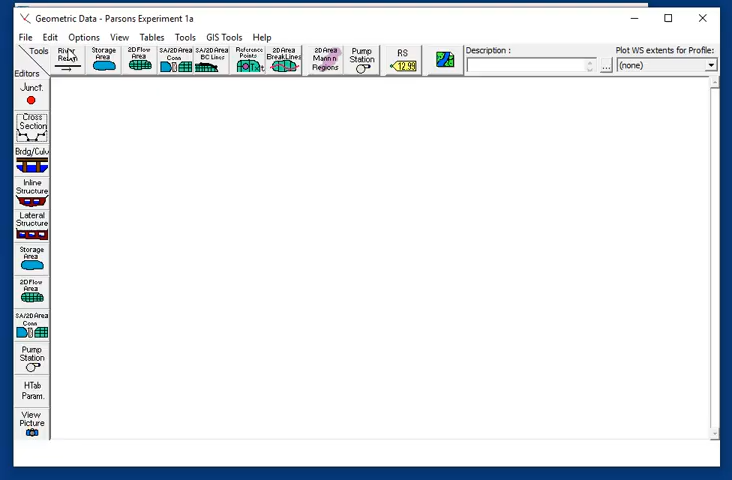 Geometric Data - Parsons Experiment 1a
File Edit Options View Tables Tools GIS Tools Help
Tools
Editors
River
Reach
Storage
Area
2D Flow
Area
SA/2D Area
Conn
SA/2D Area
BC Lines
Reference
Points
2D Area
BreakLines
2D Area
Mann n
Regions
Pump
Station
RS
12.99
Description :
...
Plot WS extents for Profile:
(none)
Junct.
Cross
Section
Brdg/Culv
Inline
Structure
Lateral
Structure
Storage
Area
2D Flow
Area
SA/2D Area
Conn
Pump
Station
HTab
Param.
View
Picture